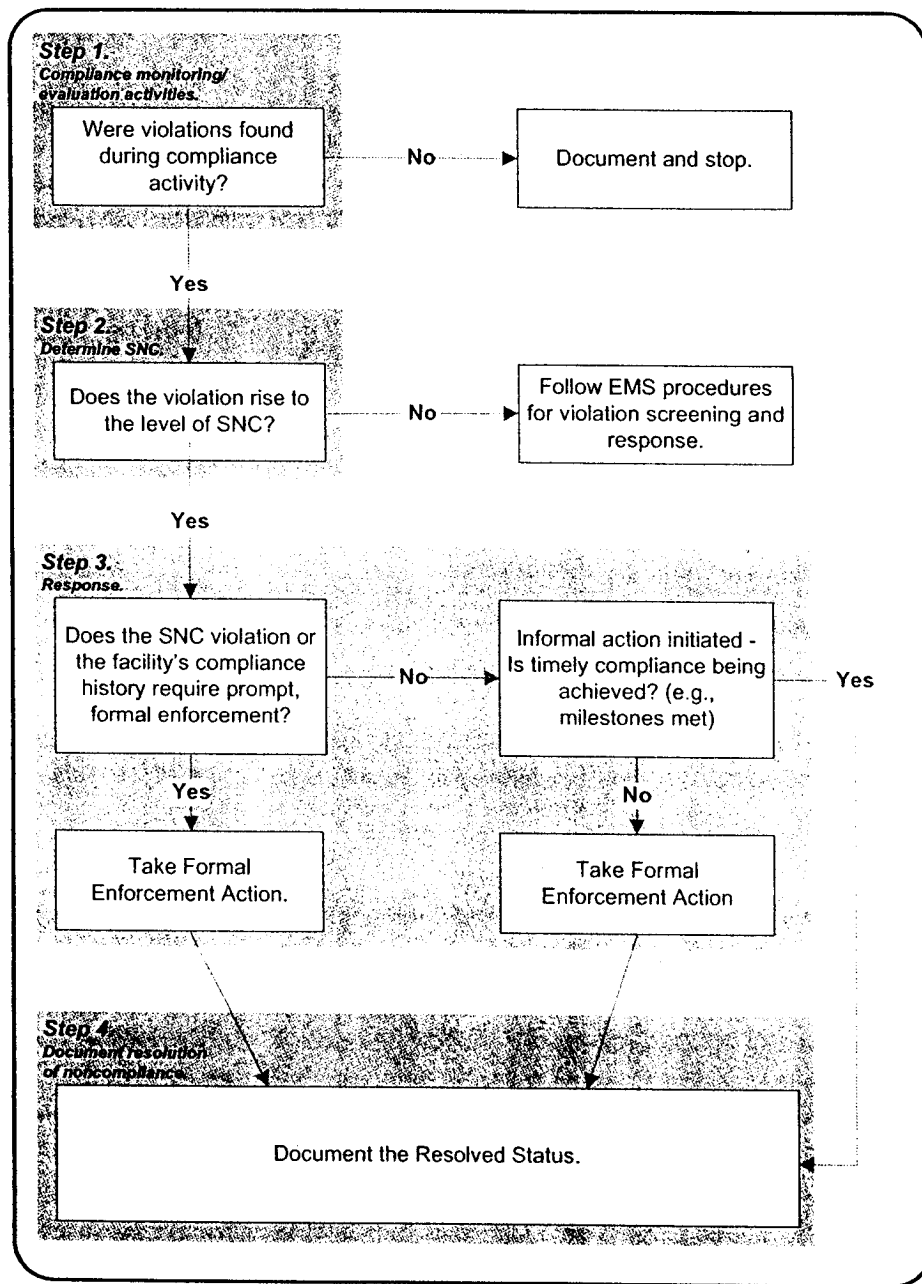 Step 1.
Compliance monitoring/
evaluation activities.
Were violations found
during compliance
activity?
No
Document and stop.
Yes
Step 2.
Determine SNC.
Does the violation rise to
the level of SNC?
No
Follow EMS procedures
for violation screening and
response.
Yes
Step 3.
Response.
Does the SNC violation or
the facility's compliance
history require prompt,
formal enforcement?
No
Informal action initiated -
Is timely compliance being
achieved? (e.g.,
milestones met)
Yes
Yes
No
Take Formal
Enforcement Action.
Take Formal
Enforcement Action
Step 4.
Document resolution
of noncompliance.
Document the Resolved Status.